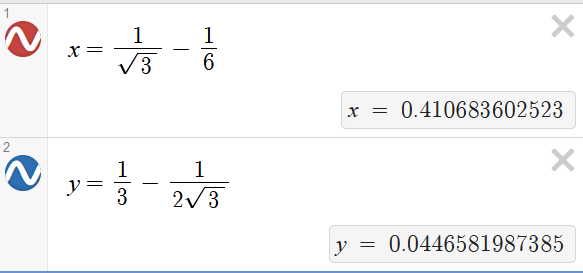 1
x = 1/√3 − 1/6
x = 0.410683602523
2
y = 1/3 − 1/(2√3)
y = 0.0446581987385